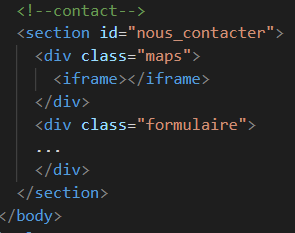 <!--contact-->
<section id="nous_contacter">
<div class="maps">
<iframe></iframe>
</div>
<div class="formulaire">
...
</div>
</section>
</body>